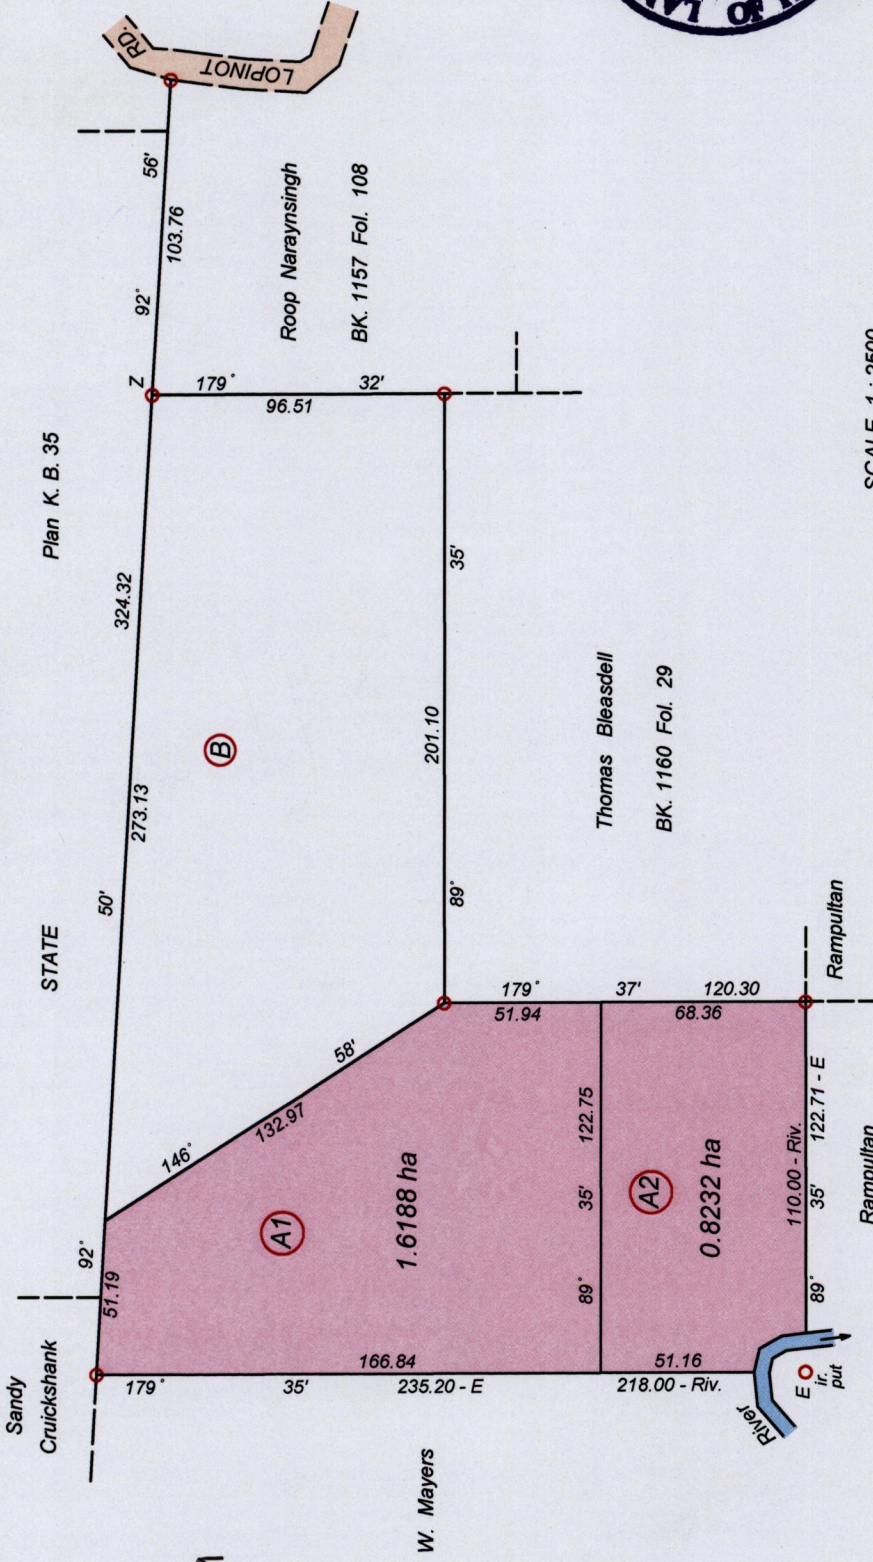 RD.
LOPINOT
56'
103.76
92°
Roop Naraynsingh
BK. 1157 Fol. 108
Z
179°
32'
96.51
Plan K. B. 35
324.32
STATE
50'
273.13
B
35'
201.10
89°
Thomas Bleasdell
BK. 1160 Fol. 29
SCALE 1 : 2500
Rampultan
179°
37'
120.30
51.94
68.36
58'
132.97
146°
A1
1.6188 ha
122.75
35'
89°
A2
0.8232 ha
122.71 - E
110.00 - Riv.
35'
89°
Rampultan
92°
51.19
Sandy
Cruickshank
166.84
51.16
179°
35'
235.20 - E
218.00 - Riv.
River
E
ir.
put
W. Mayers